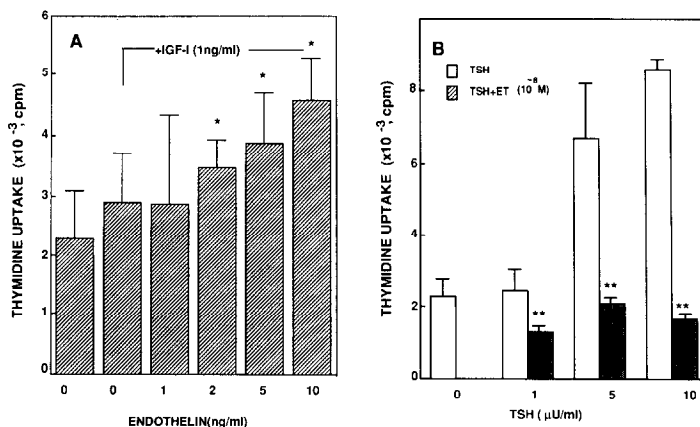 A
+IGF-I (1ng/ml)
* * *
THYMIDINE UPTAKE (x10 -3; cpm)
6
5
4
3
2
1
0
0 0 1 2 5 10
ENDOTHELIN(ng/ml)
B
TSH
TSH+ET (10 -8 M)
** ** **
THYMIDINE UPTAKE (x10 -3; cpm)
8
6
4
2
0
0 1 5 10
TSH ( μU/ml)